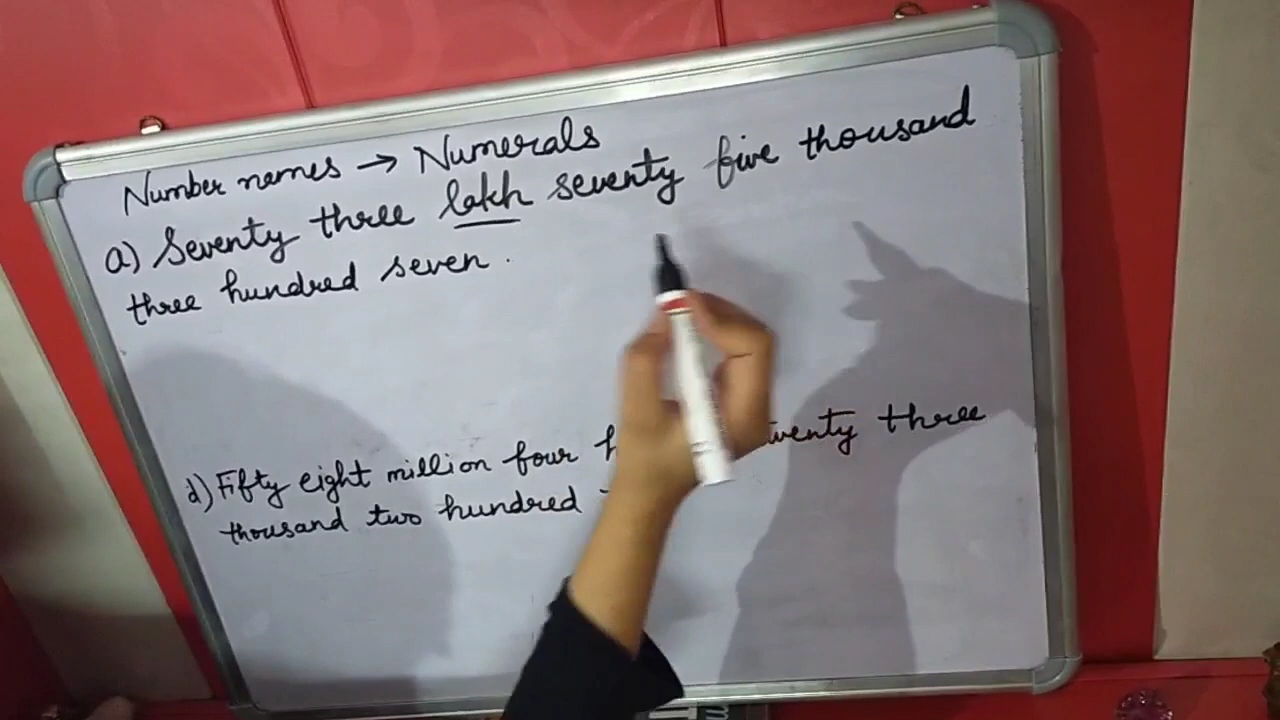 Number names → Numerals
a) Seventy three lakh seventy five thousand
three hundred seven.
d) Fifty eight million four twenty three
thousand two hundred